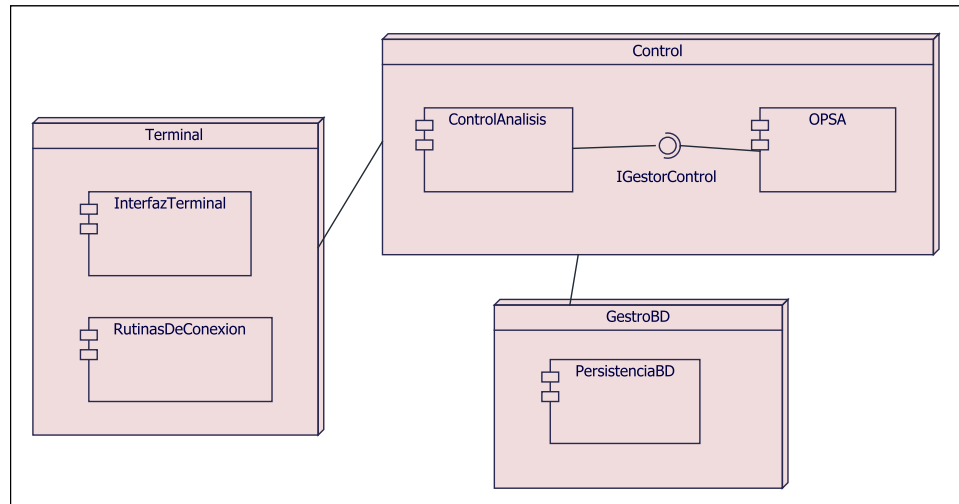 Control
ControlAnalisis
OPSA
IGestorControl
Terminal
InterfazTerminal
RutinasDeConexion
GestroBD
PersistenciaBD